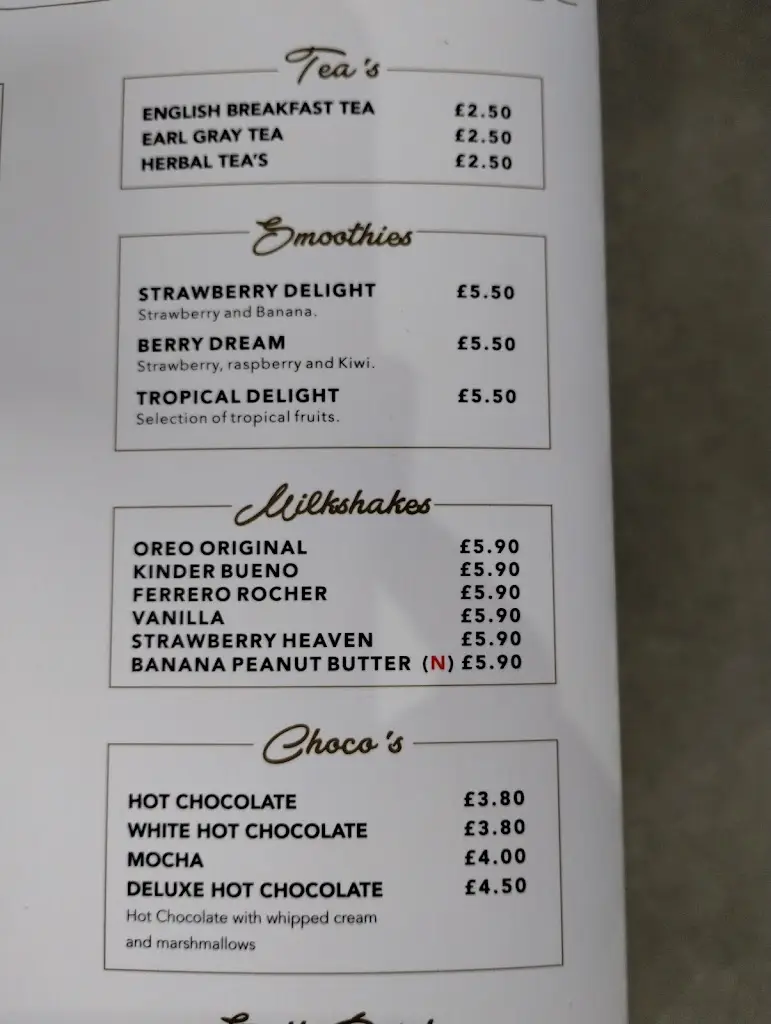 Tea's
ENGLISH BREAKFAST TEA £2.50
EARL GRAY TEA £2.50
HERBAL TEA'S £2.50
Smoothies
STRAWBERRY DELIGHT £5.50
Strawberry and Banana.
BERRY DREAM £5.50
Strawberry, raspberry and Kiwi.
TROPICAL DELIGHT £5.50
Selection of tropical fruits.
Milkshakes
OREO ORIGINAL £5.90
KINDER BUENO £5.90
FERRERO ROCHER £5.90
VANILLA £5.90
STRAWBERRY HEAVEN £5.90
BANANA PEANUT BUTTER (N) £5.90
Choco's
HOT CHOCOLATE £3.80
WHITE HOT CHOCOLATE £3.80
MOCHA £4.00
DELUXE HOT CHOCOLATE £4.50
Hot Chocolate with whipped cream
and marshmallows